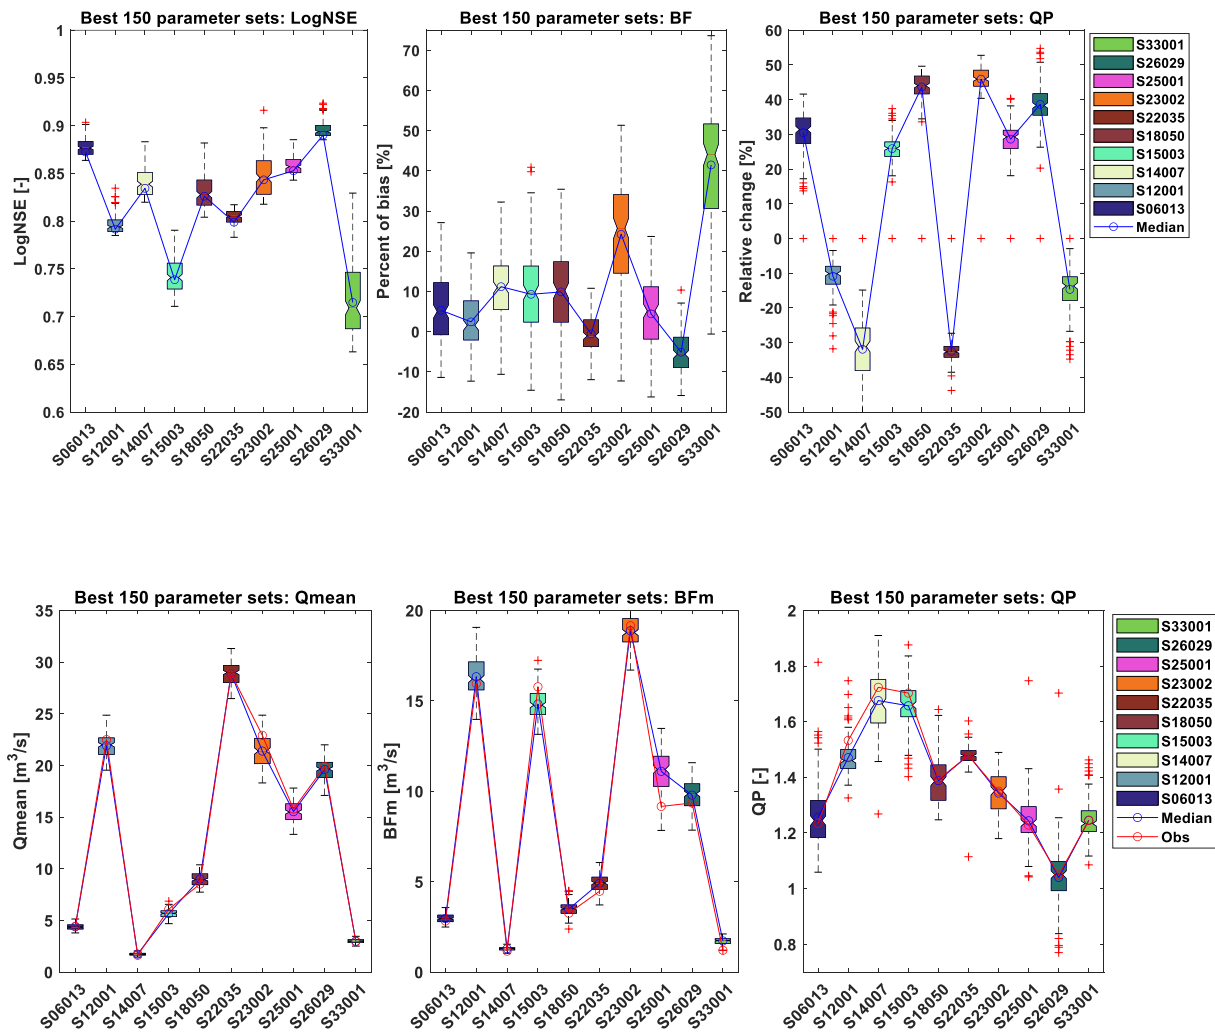 Best 150 parameter sets: LogNSE
LogNSE [-]
1
0.95
0.9
0.85
0.8
0.75
0.7
0.65
0.6
S06013
S12001
S14007
S15003
S18050
S22035
S23002
S25001
S26029
S33001
Best 150 parameter sets: BF
Percent of bias [%]
70
60
50
40
30
20
10
0
-10
-20
S06013
S12001
S14007
S15003
S18050
S22035
S23002
S25001
S26029
S33001
Best 150 parameter sets: QP
Relative change [%]
60
50
40
30
20
10
0
-10
-20
-30
-40
-50
S06013
S12001
S14007
S15003
S18050
S22035
S23002
S25001
S26029
S33001
S33001
S26029
S25001
S23002
S22035
S18050
S15003
S14007
S12001
S06013
Median
Best 150 parameter sets: Qmean
Qmean [m³/s]
35
30
25
20
15
10
5
0
S06013
S12001
S14007
S15003
S18050
S22035
S23002
S25001
S26029
S33001
Best 150 parameter sets: BFm
BFm [m³/s]
20
15
10
5
0
S06013
S12001
S14007
S15003
S18050
S22035
S23002
S25001
S26029
S33001
Best 150 parameter sets: QP
QP [-]
2
1.8
1.6
1.4
1.2
1
0.8
S06013
S12001
S14007
S15003
S18050
S22035
S23002
S25001
S26029
S33001
S33001
S26029
S25001
S23002
S22035
S18050
S15003
S14007
S12001
S06013
Median
Obs